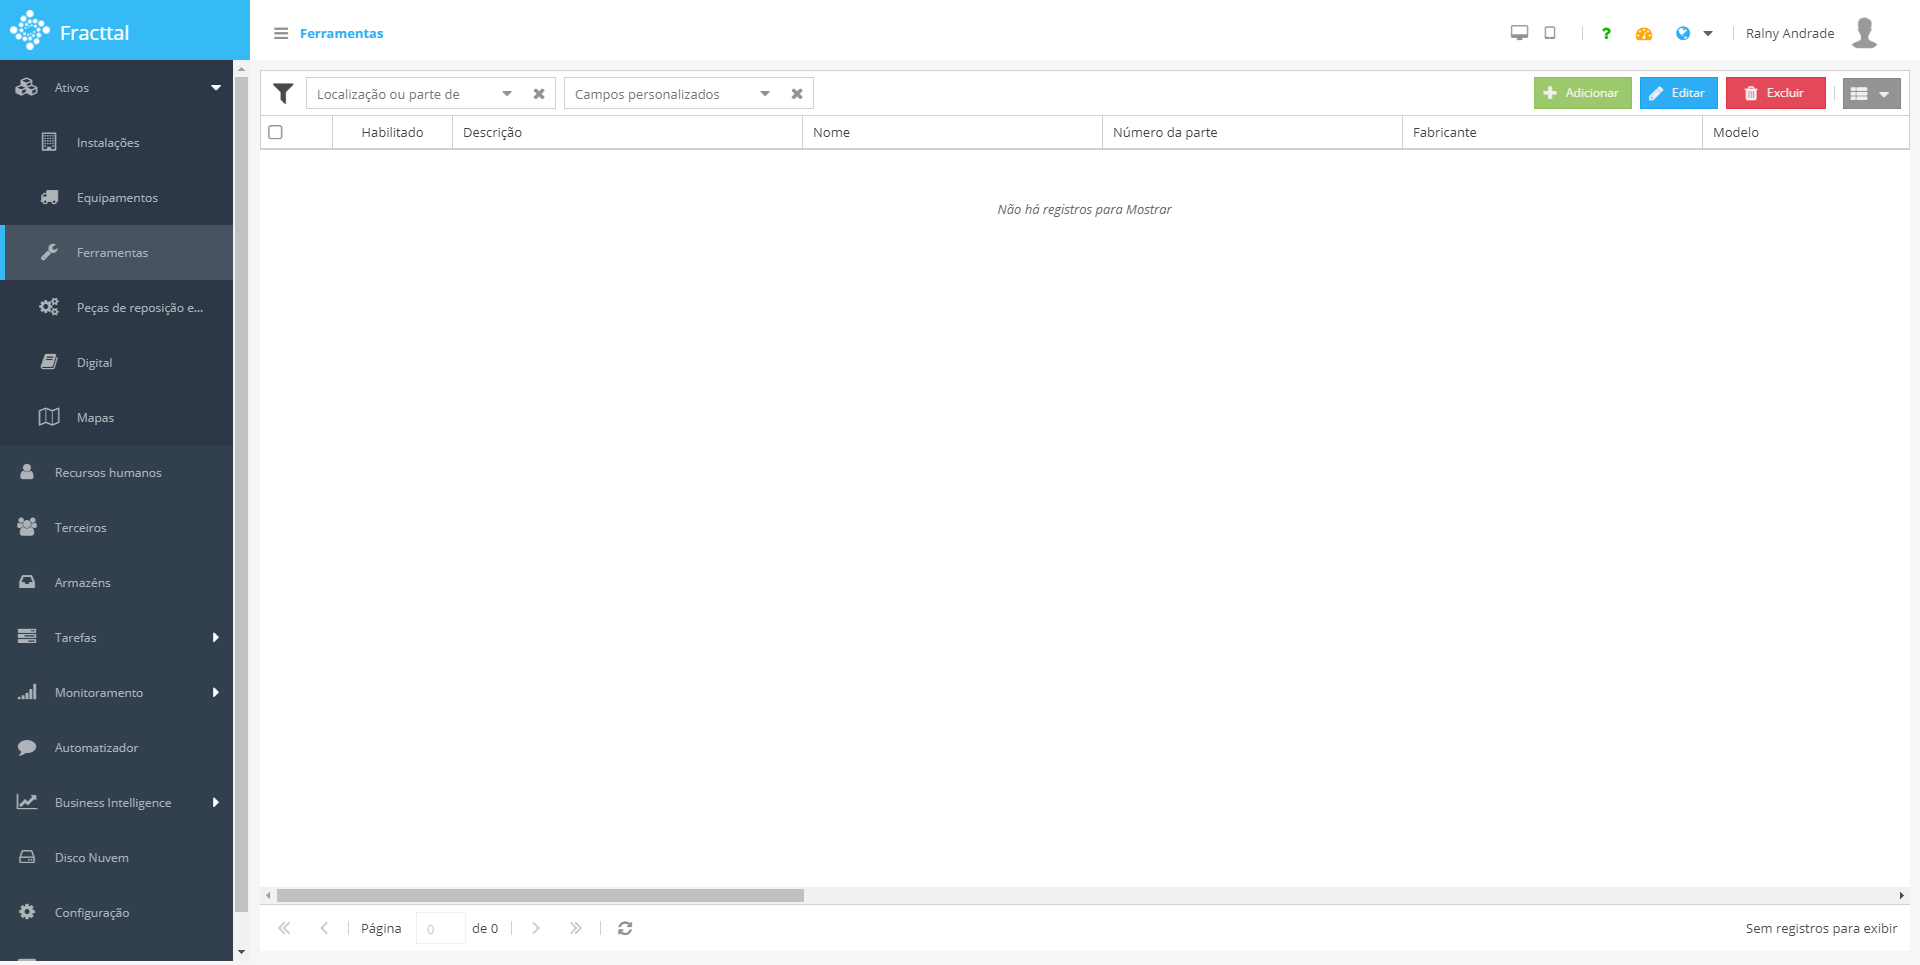 Fracttal
Ferramentas
?
Ralny Andrade
Ativos
Instalações
Equipamentos
Ferramentas
Peças de reposição e...
Digital
Mapas
Recursos humanos
Terceiros
Armazéns
Tarefas
Monitoramento
Automatizador
Business Intelligence
Disco Nuvem
Configuração
Localização ou parte de
Campos personalizados
Adicionar
Editar
Excluir
Habilitado
Descrição
Nome
Número da parte
Fabricante
Modelo
Não há registros para Mostrar
Página 0 de 0
Sem registros para exibir